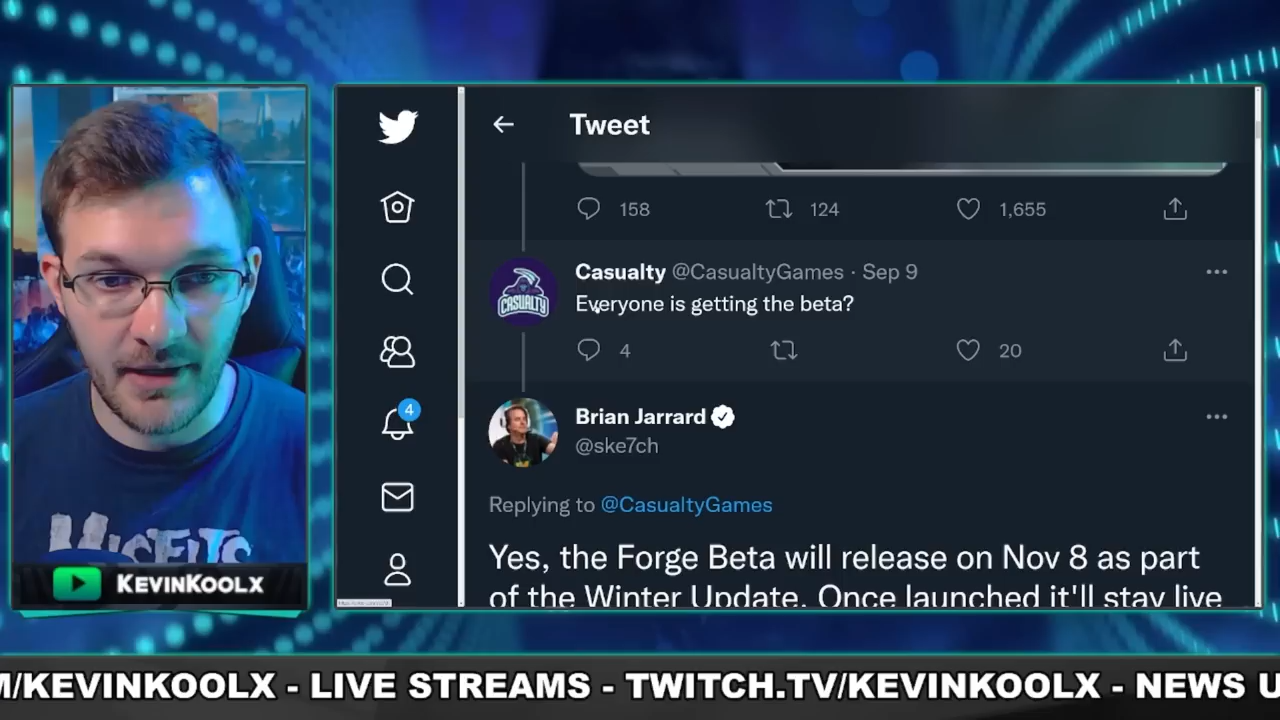 Tweet
158 124 1,655
Casualty @CasualtyGames · Sep 9
CASUALTY
Everyone is getting the beta?
4 20
Brian Jarrard
@ske7ch
4
Replying to @CasualtyGames
Yes, the Forge Beta will release on Nov 8 as part
of the Winter Update. Once launched it'll stay live
MISFITS
KEVINKOOLX
M/KEVINKOOLX - LIVE STREAMS - TWITCH.TV/KEVINKOOLX - NEWS U